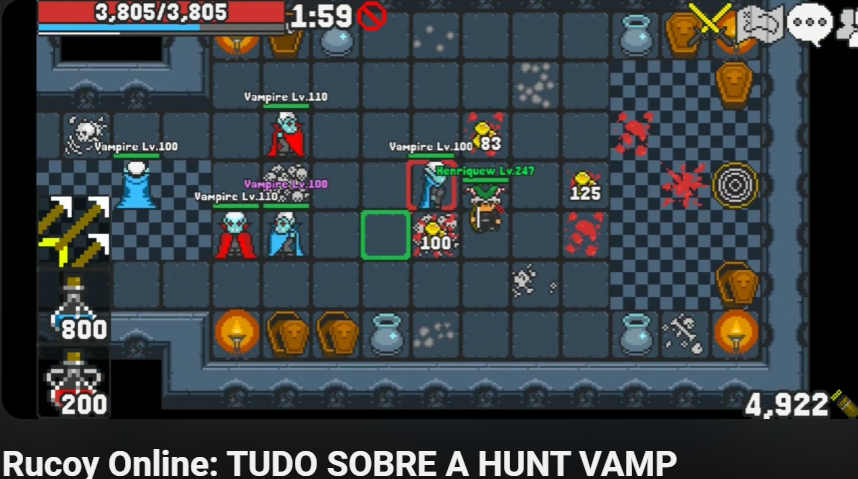 3,805/3,805
1:59
Vampire Lv.110
Vampire Lv.100
Vampire Lv.100
83
Henriquew Lv.247
Vampire Lv.100
Vampire Lv.110
125
100
800
200
4,922
Rucoy Online: TUDO SOBRE A HUNT VAMP